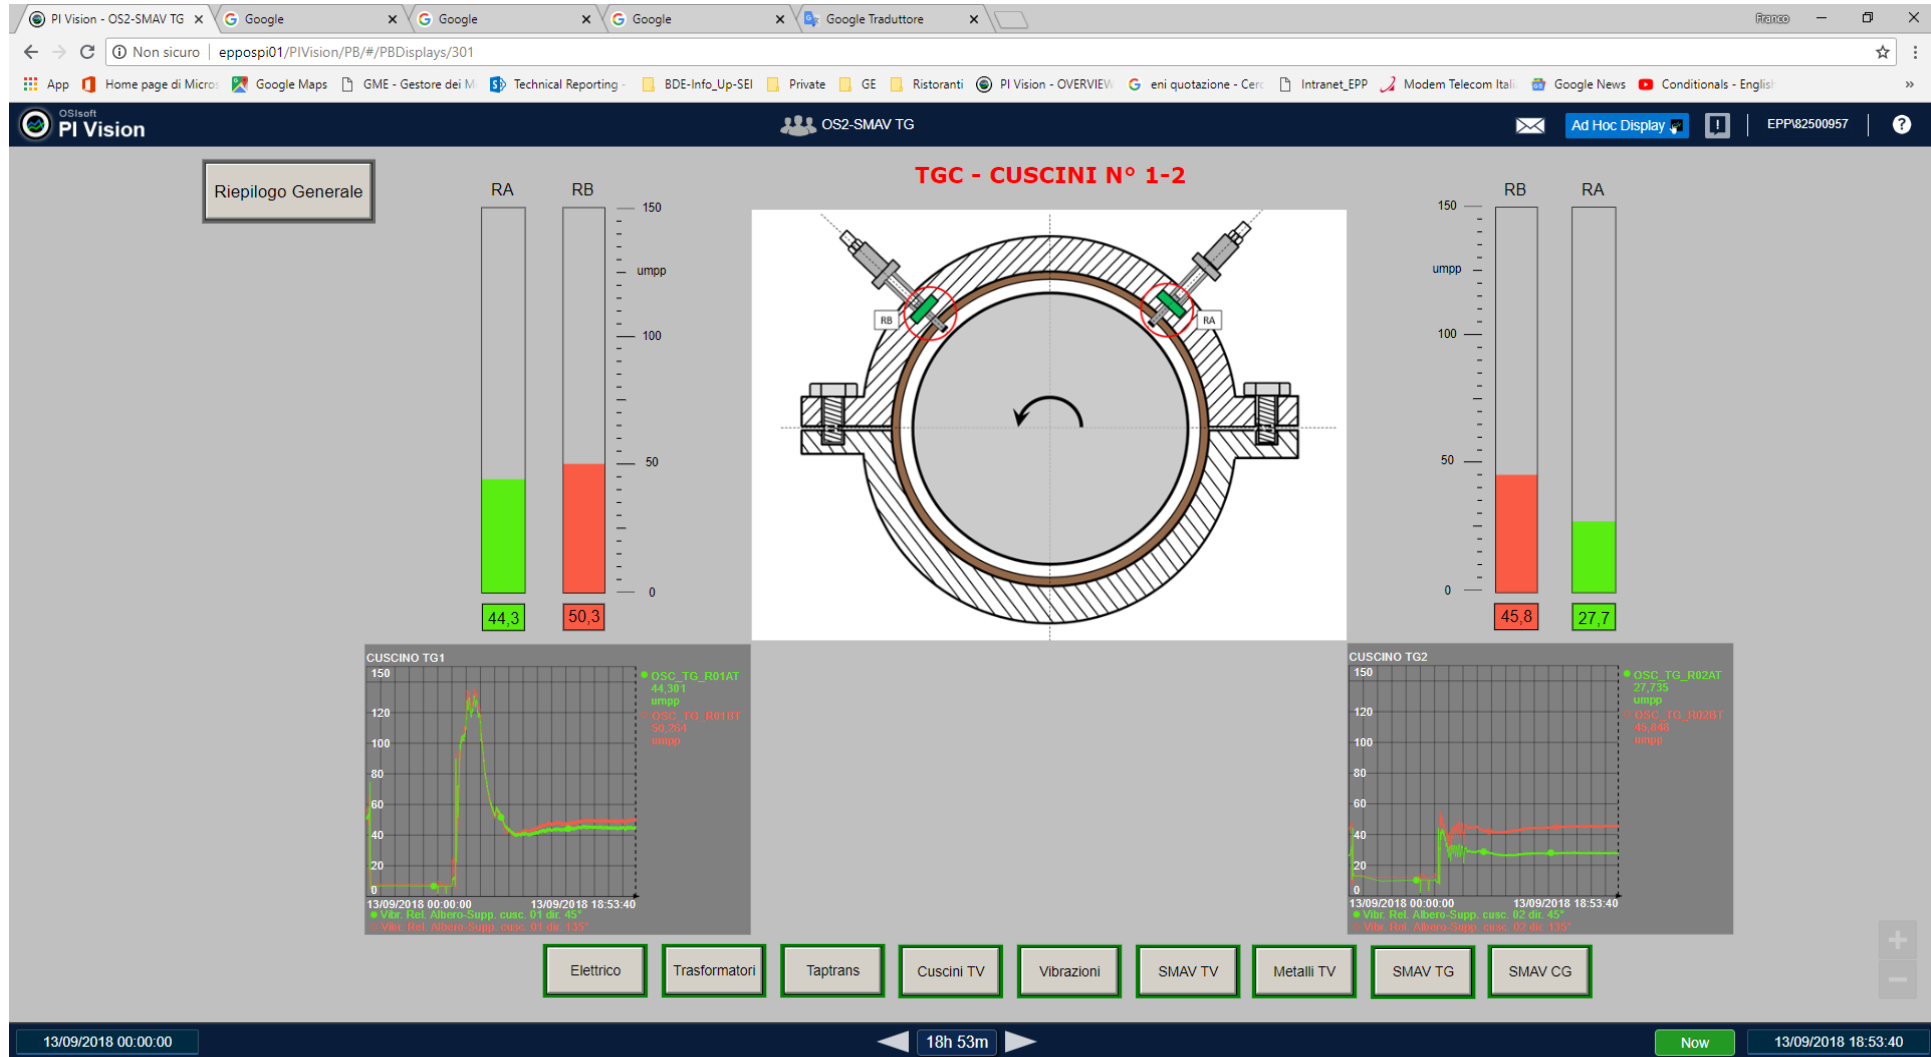 PI Vision - OS2-SMAV TG
Google
Google
Google
Google Traduttore
Franco
Non sicuro | eppospi01/PIVision/PB/#/PBDisplays/301
App
Home page di Micros
Google Maps
GME - Gestore dei M
Technical Reporting -
BDE-Info_Up-SEI
Private
GE
Ristoranti
PI Vision - OVERVIEW
eni quotazione - Cerc
Intranet_EPP
Modem Telecom Itali
Google News
Conditionals - English
»
OSIsoft
PI Vision
OS2-SMAV TG
Ad Hoc Display
EPP\82500957
?
Riepilogo Generale
TGC - CUSCINI N° 1-2
RA RB
150
umpp
100
50
0
44,3 50,3
RB
RA
RB RA
150
umpp
100
50
0
45,8 27,7
CUSCINO TG1
150
120
100
80
60
40
20
0
13/09/2018 00:00:00 13/09/2018 18:53:40
OSC_TG_R01AT
44,301
umpp
OSC_TG_R01BT
50,264
umpp
Vibr. Rel. Albero-Supp. cusc. 01 dir. 45°
Vibr. Rel. Albero-Supp. cusc. 01 dir. 135°
CUSCINO TG2
150
120
100
80
60
40
20
0
13/09/2018 00:00:00 13/09/2018 18:53:40
OSC_TG_R02AT
27,735
umpp
OSC_TG_R02BT
45,846
umpp
Vibr. Rel. Albero-Supp. cusc. 02 dir. 45°
Vibr. Rel. Albero-Supp. cusc. 02 dir. 135°
Elettrico
Trasformatori
Taptrans
Cuscini TV
Vibrazioni
SMAV TV
Metalli TV
SMAV TG
SMAV CG
13/09/2018 00:00:00
18h 53m
Now
13/09/2018 18:53:40